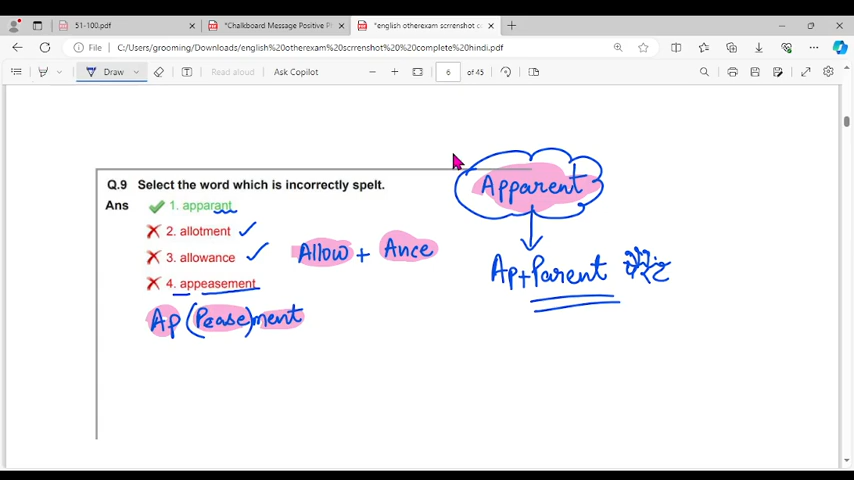 51-100.pdf
*Chalkboard Message Positive P
*english otherexam scrrenshot c
File C:/Users/grooming/Downloads/english%20otherexam%20scrrenshot%20%20complete%20hindi.pdf
Draw Read aloud Ask Copilot 6 of 45
Q.9 Select the word which is incorrectly spelt.
Ans 1. apparant
2. allotment
3. allowance
4. appeasement
Apparent
Allow + Ance
Ap+Parent
Ap (Pease)ment